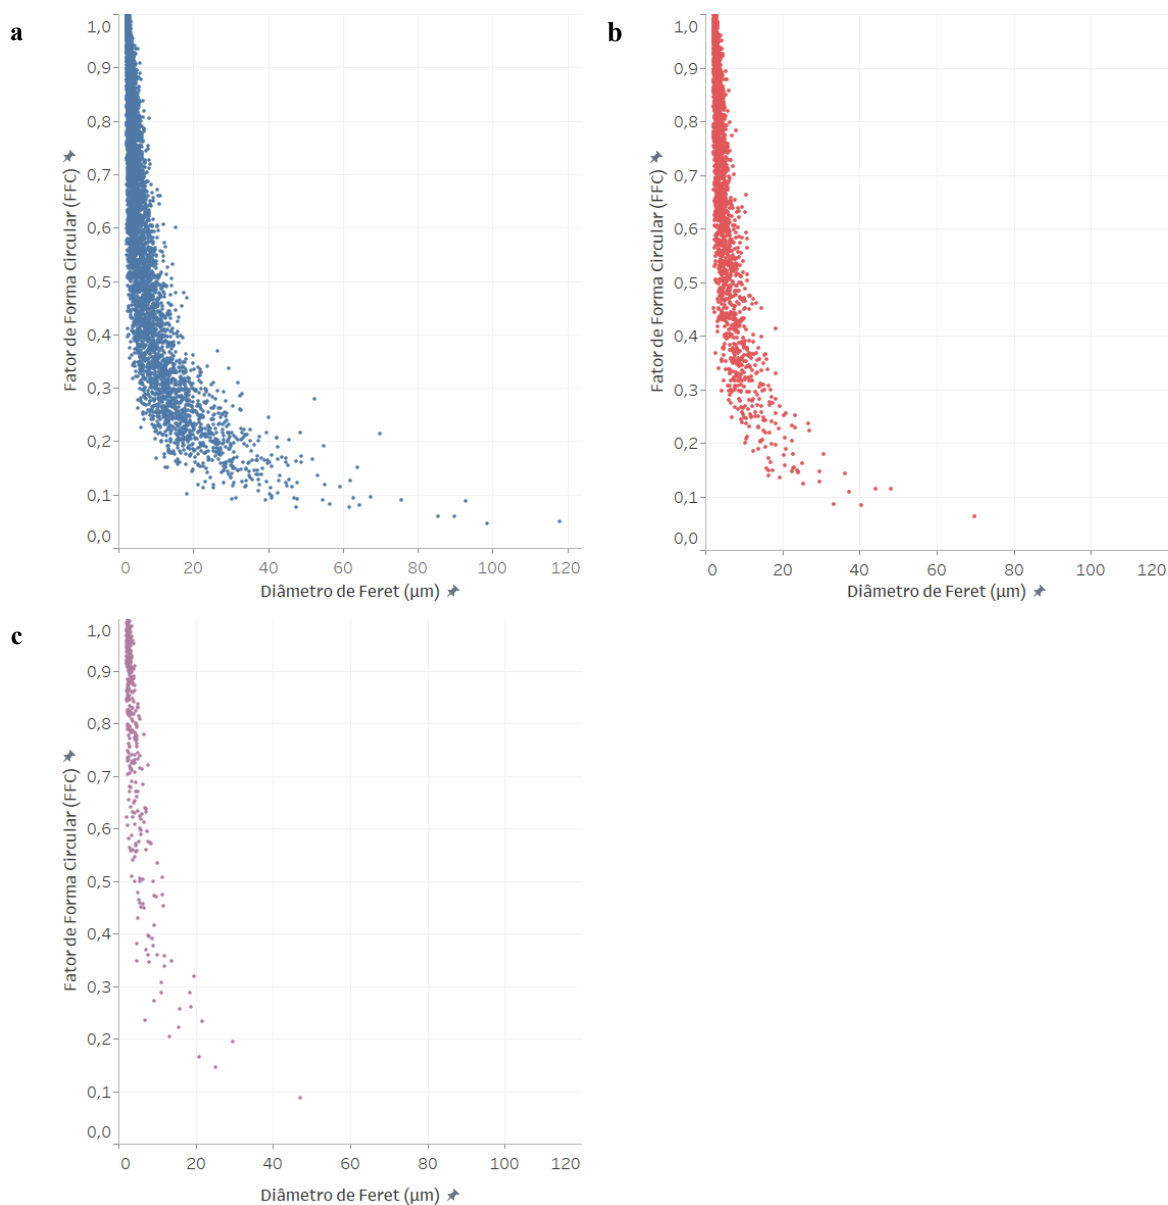 a
1,0
0,9
0,8
0,7
0,6
0,5
0,4
0,3
0,2
0,1
0,0
Fator de Forma Circular (FFC)
0 20 40 60 80 100 120
Diâmetro de Feret (µm)
b
1,0
0,9
0,8
0,7
0,6
0,5
0,4
0,3
0,2
0,1
0,0
Fator de Forma Circular (FFC)
0 20 40 60 80 100 120
Diâmetro de Feret (µm)
c
1,0
0,9
0,8
0,7
0,6
0,5
0,4
0,3
0,2
0,1
0,0
Fator de Forma Circular (FFC)
0 20 40 60 80 100 120
Diâmetro de Feret (µm)